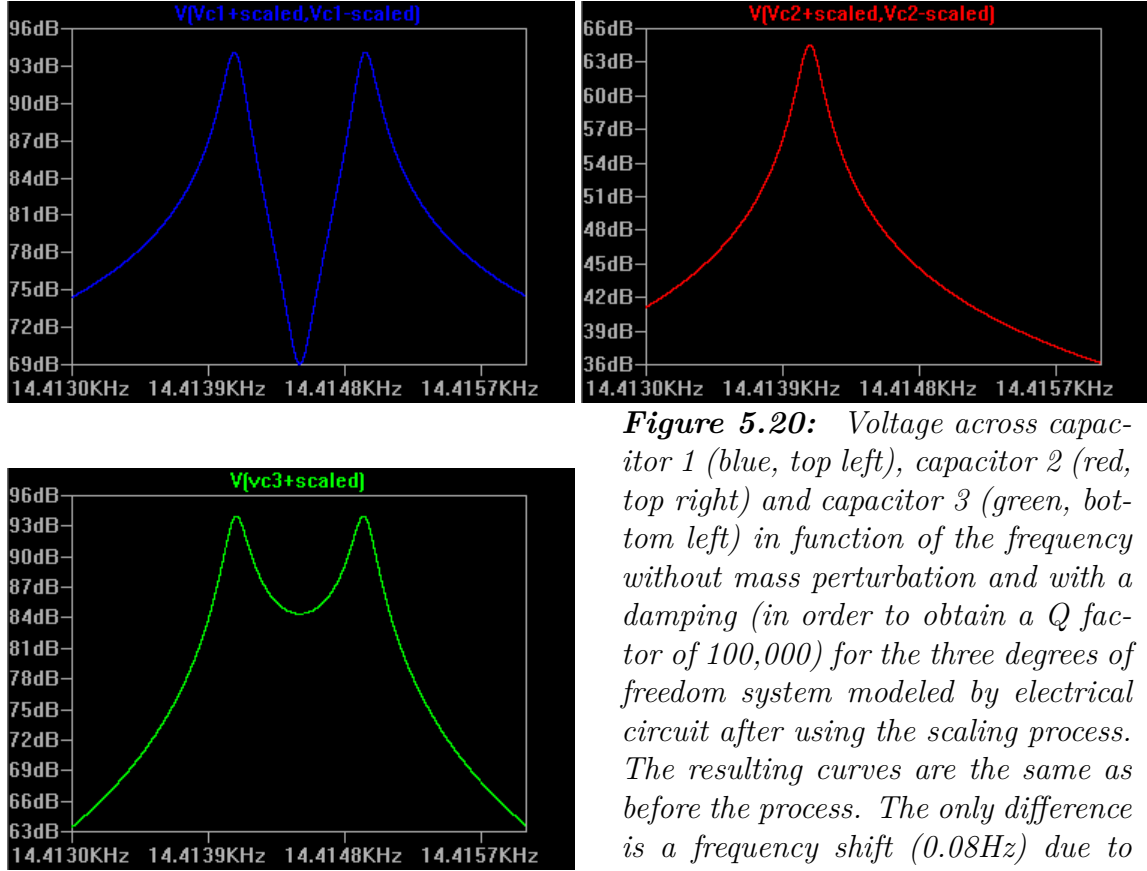 V(Vc1+scaled,Vc1-scaled)
96dB
93dB
90dB
87dB
84dB
81dB
78dB
75dB
72dB
69dB
14.4130KHz 14.4139KHz 14.4148KHz 14.4157KHz
V(Vc2+scaled,Vc2-scaled)
66dB
63dB
60dB
57dB
54dB
51dB
48dB
45dB
42dB
39dB
36dB
14.4130KHz 14.4139KHz 14.4148KHz 14.4157KHz
V(vc3+scaled)
96dB
93dB
90dB
87dB
84dB
81dB
78dB
75dB
72dB
69dB
66dB
63dB
14.4130KHz 14.4139KHz 14.4148KHz 14.4157KHz
Figure 5.20: Voltage across capac-
itor 1 (blue, top left), capacitor 2 (red,
top right) and capacitor 3 (green, bot-
tom left) in function of the frequency
without mass perturbation and with a
damping (in order to obtain a Q fac-
tor of 100,000) for the three degrees of
freedom system modeled by electrical
circuit after using the scaling process.
The resulting curves are the same as
before the process. The only difference
is a frequency shift (0.08Hz) due to